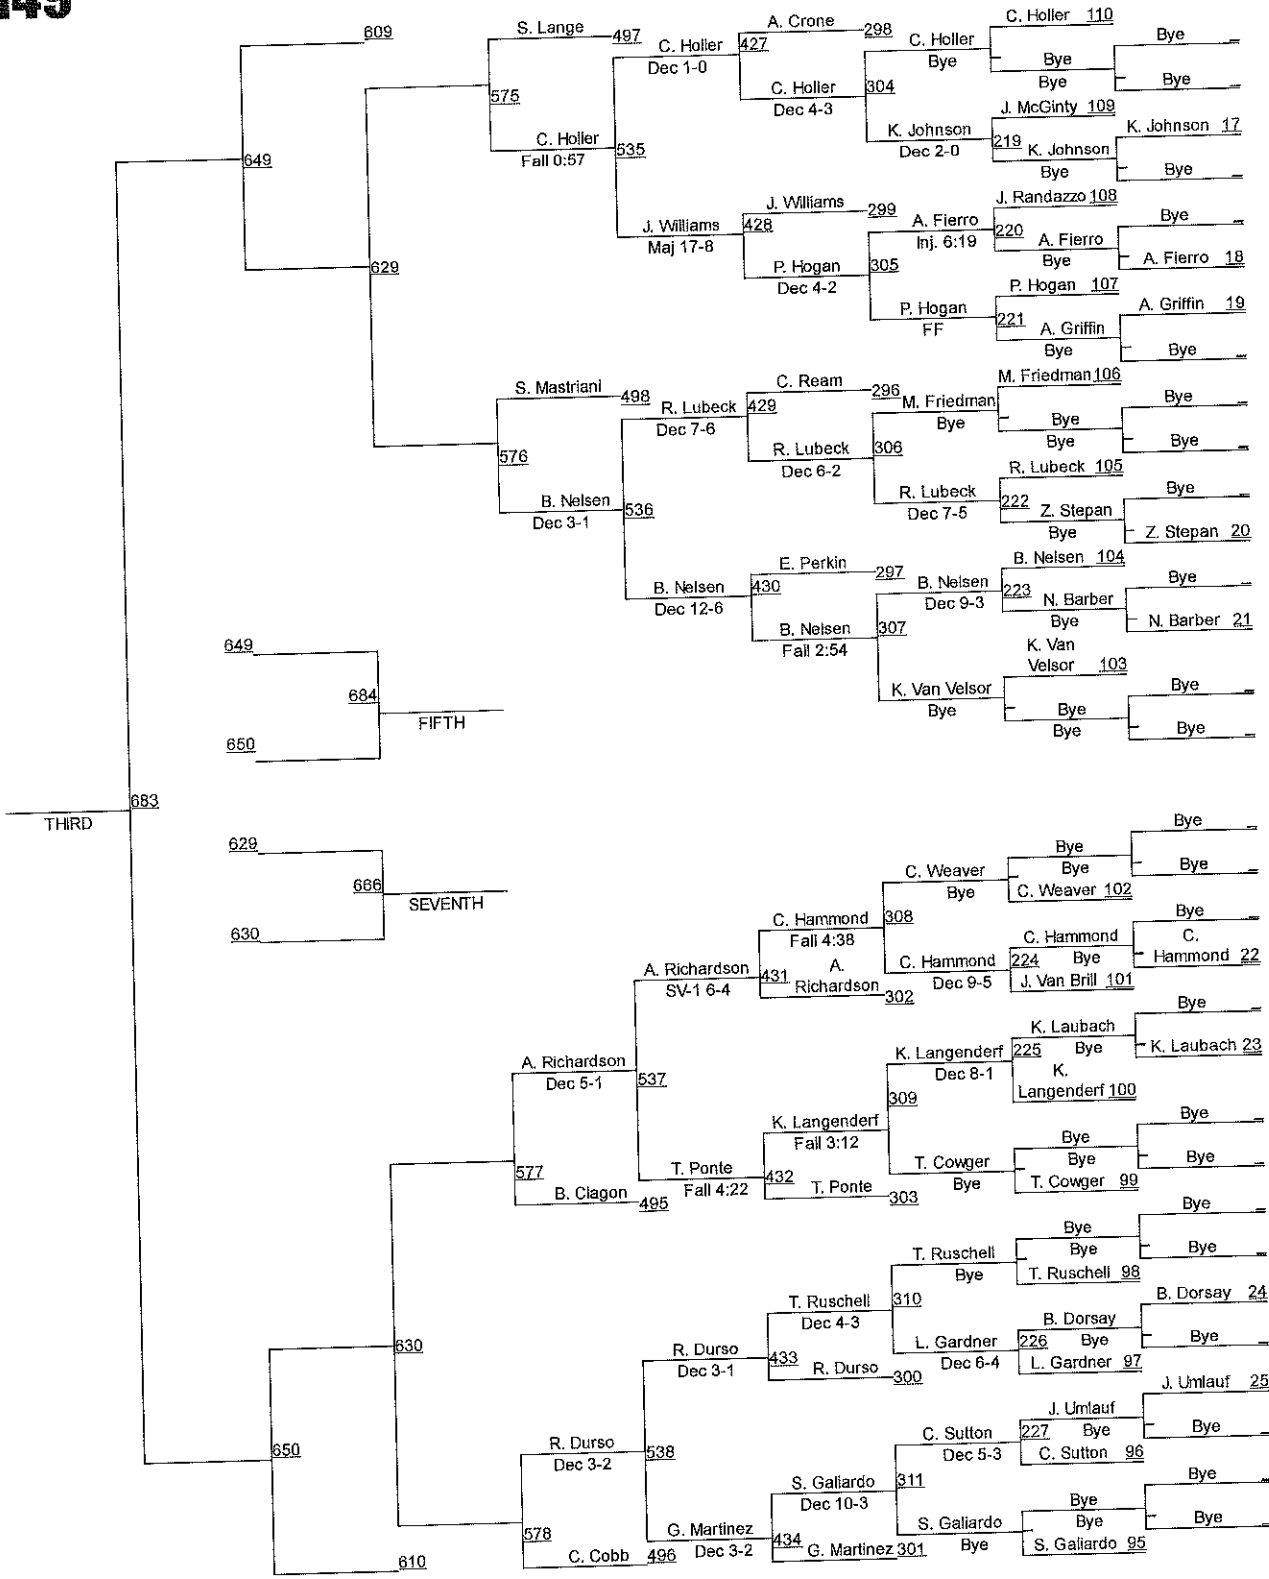 149
609
S. Lange 497
575
C. Holler
Fall 0:57
C. Holler
Dec 1-0
535
J. Williams
Maj 17-8
A. Crone 298
427
C. Holler
Dec 4-3
304
C. Holler
Bye
K. Johnson
Dec 2-0
C. Holler 110
Bye
Bye
Bye
Bye
J. McGinty 109
219
K. Johnson
Bye
K. Johnson 17
Bye
649
629
J. Williams 299
428
P. Hogan
Dec 4-2
305
A. Fierro
Inj. 6:19
P. Hogan
FF
J. Randazzo 108
220
A. Fierro
Bye
Bye
A. Fierro 18
P. Hogan 107
221
A. Griffin
Bye
A. Griffin 19
Bye
S. Mastriani 498
576
B. Nelsen
Dec 3-1
R. Lubeck
Dec 7-6
536
B. Nelsen
Dec 12-6
C. Ream 296
429
R. Lubeck
Dec 6-2
306
M. Friedman
Bye
R. Lubeck
Dec 7-5
M. Friedman 106
Bye
Bye
Bye
Bye
R. Lubeck 105
222
Z. Stepan
Bye
Bye
Z. Stepan 20
E. Perkin 297
430
B. Nelsen
Fall 2:54
307
B. Nelsen
Dec 9-3
K. Van Velsor
Bye
B. Nelsen 104
223
N. Barber
Bye
Bye
N. Barber 21
K. Van
Velsor 103
Bye
Bye
Bye
Bye
649
684
FIFTH
650
683
THIRD
629
686
SEVENTH
630
C. Weaver
Bye
308
C. Hammond
Dec 9-5
Bye
Bye
C. Weaver 102
Bye
Bye
C. Hammond
224 Bye
J. Van Brill 101
Bye
C.
Hammond 22
C. Hammond
Fall 4:38
431
A.
Richardson 302
A. Richardson
SV-1 6-4
A. Richardson
Dec 5-1
537
577
B. Ciagon 495
T. Ponte
Fall 4:22
K. Langenderf
Fall 3:12
432
T. Ponte 303
K. Langenderf
Dec 8-1
309
T. Cowger
Bye
K. Laubach
225 Bye
K.
Langenderf 100
Bye
K. Laubach 23
Bye
Bye
T. Cowger 99
Bye
Bye
630
650
610
R. Durso
Dec 3-2
578
C. Cobb 496
R. Durso
Dec 3-1
538
G. Martinez
Dec 3-2
T. Ruschell
Dec 4-3
433
R. Durso 300
T. Ruschell
Bye
310
L. Gardner
Dec 6-4
Bye
Bye
T. Ruschell 98
Bye
Bye
B. Dorsay
226 Bye
L. Gardner 97
B. Dorsay 24
Bye
S. Galiardo
Dec 10-3
434
G. Martinez 301
C. Sutton
Dec 5-3
311
S. Galiardo
Bye
J. Umlauf
227 Bye
C. Sutton 96
J. Umlauf 25
Bye
Bye
Bye
S. Galiardo 95
Bye
Bye